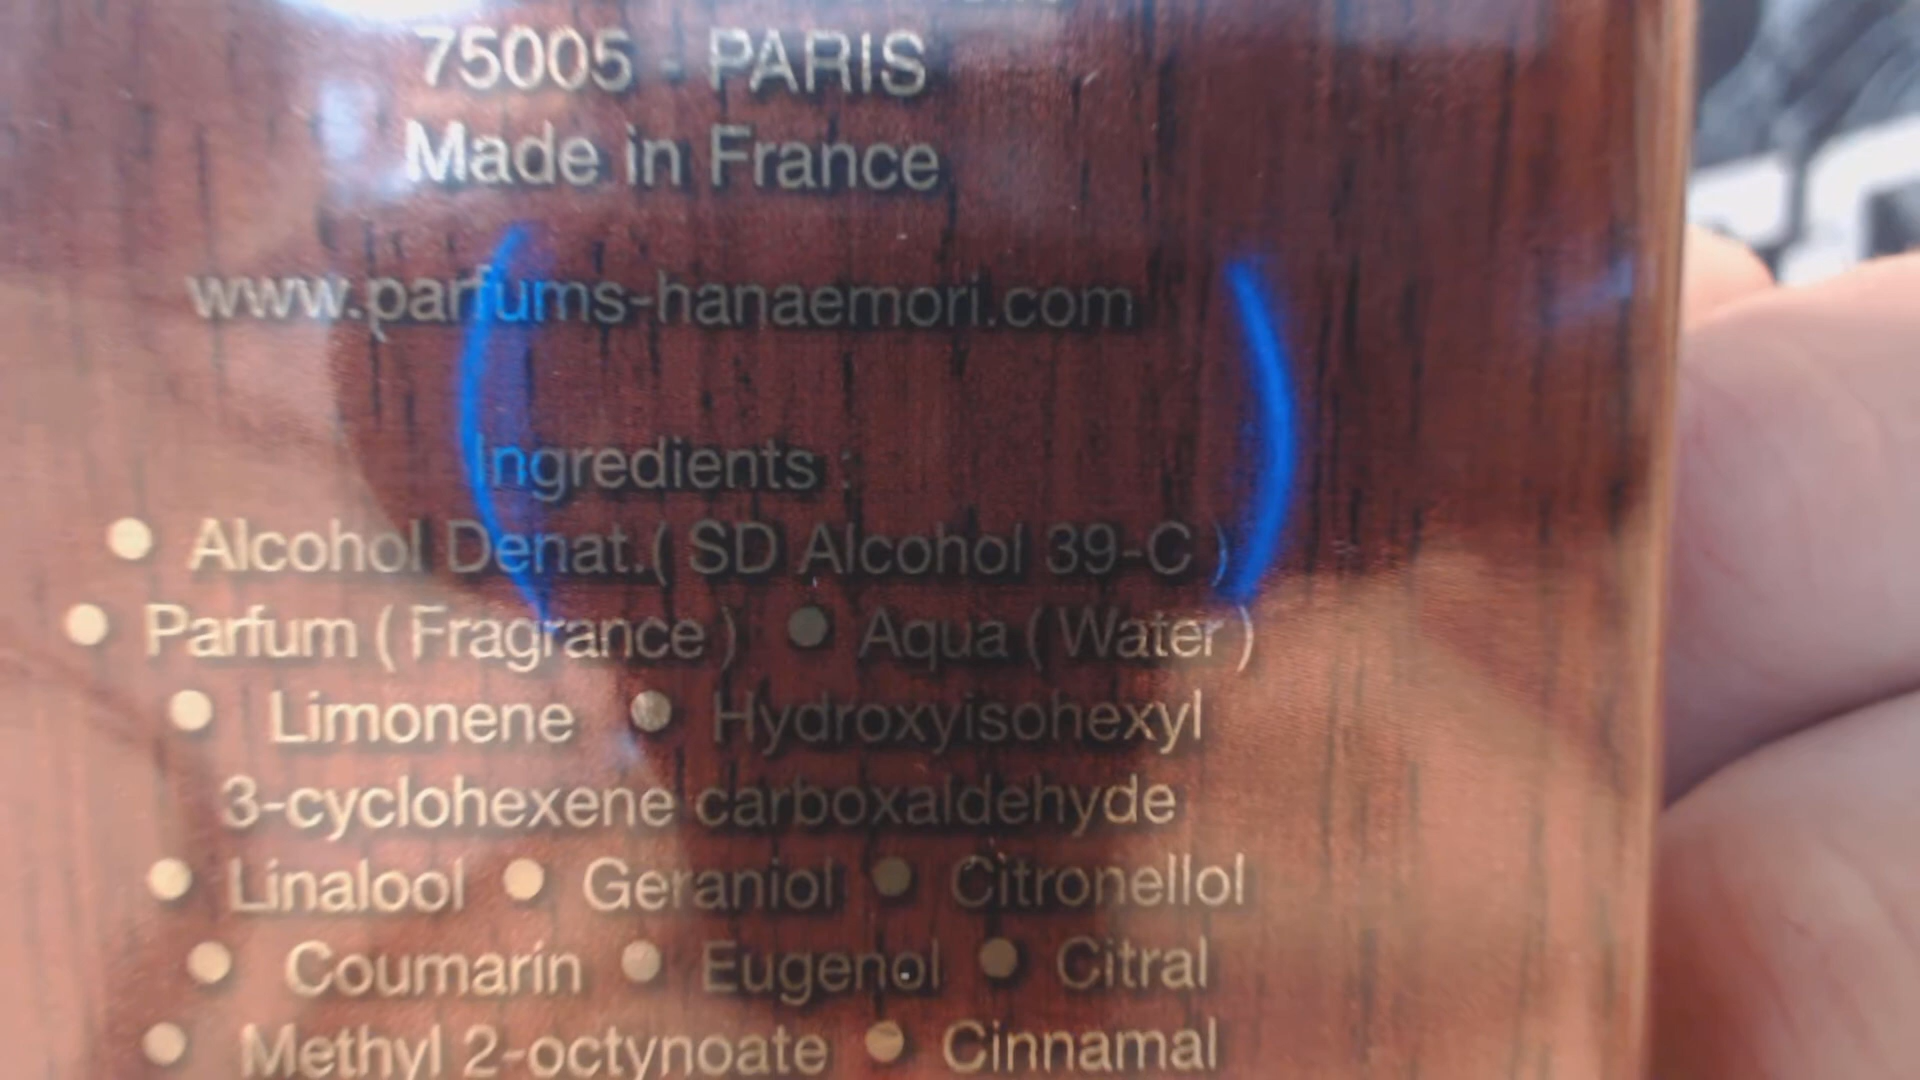 75005 - PARIS
Made in France
www.parfums-hanaemori.com
Ingredients :
• Alcohol Denat.( SD Alcohol 39-C )
• Parfum ( Fragrance ) • Aqua ( Water )
• Limonene • Hydroxyisohexyl
3-cyclohexene carboxaldehyde
• Linalool • Geraniol • Citronellol
• Coumarin • Eugenol • Citral
• Methyl 2-octynoate • Cinnamal